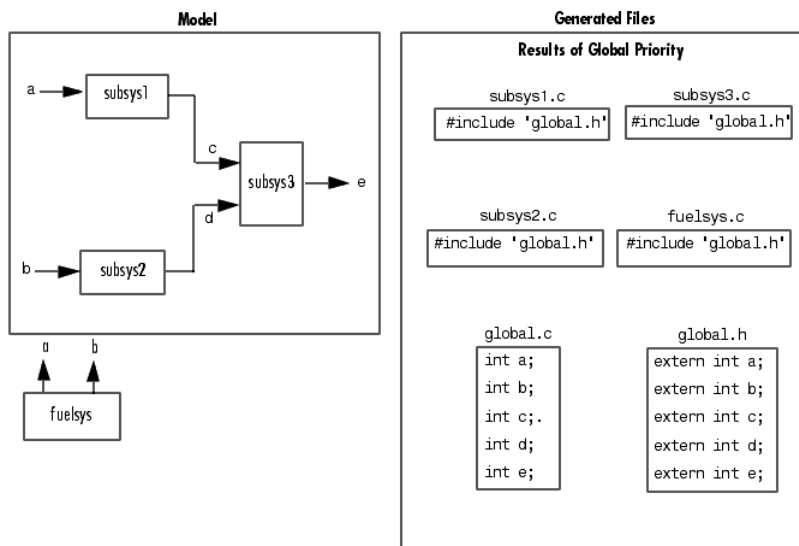 Model
a
subsys1
c
subsys3
e
d
b
subsys2
a
b
fuelsys
Generated Files
Results of Global Priority
subsys1.c
#include 'global.h'
subsys3.c
#include 'global.h'
subsys2.c
#include 'global.h'
fuelsys.c
#include 'global.h'
global.c
int a;
int b;
int c;.
int d;
int e;
global.h
extern int a;
extern int b;
extern int c;
extern int d;
extern int e;